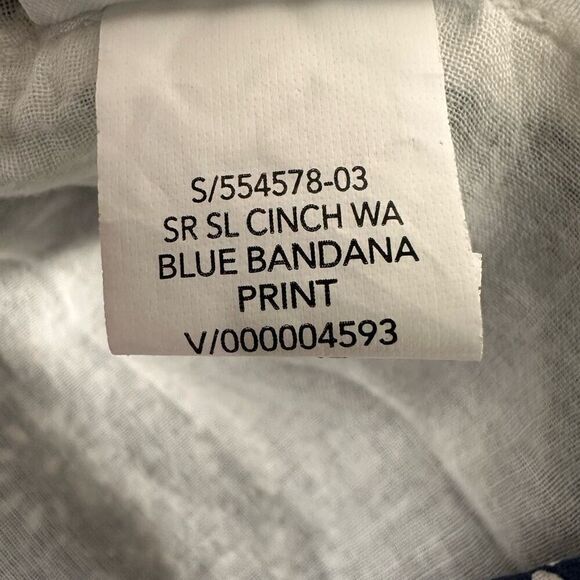 S/554578-03
SR SL CINCH WA
BLUE BANDANA
PRINT
V/000004593